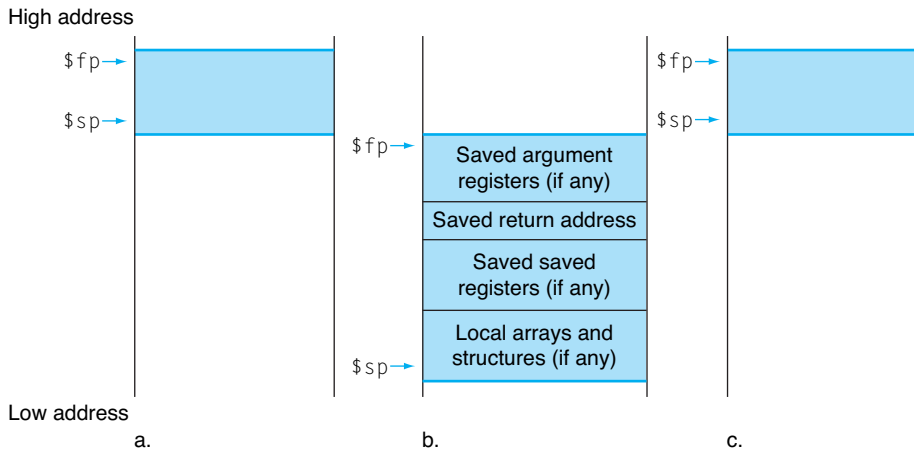 High address
$fp
$sp
$fp
Saved argument
registers (if any)
Saved return address
Saved saved
registers (if any)
Local arrays and
structures (if any)
$sp
$fp
$sp
Low address
a.
b.
c.